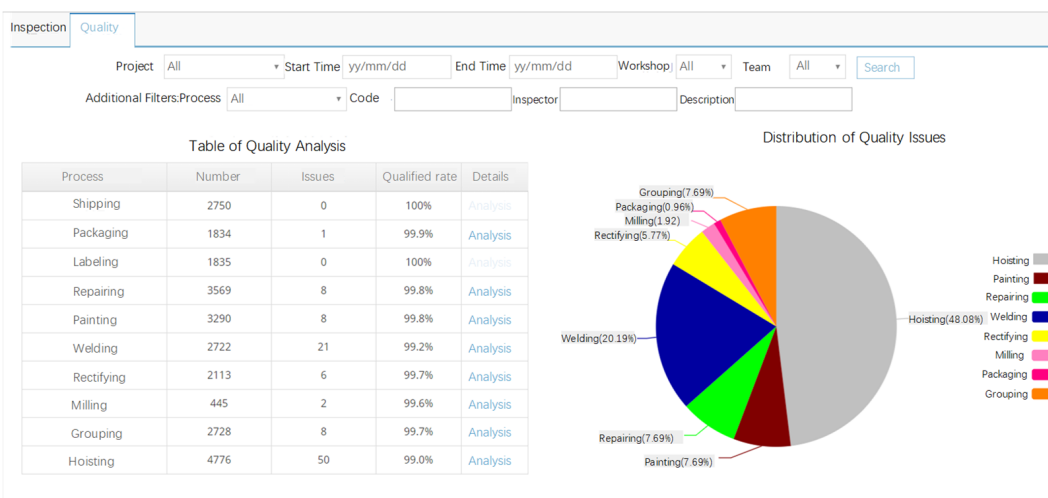 Inspection Quality
Project All Start Time yy/mm/dd End Time yy/mm/dd Workshop All Team All Search
Additional Filters:Process All Code Inspector Description
Table of Quality Analysis
Process Number Issues Qualified rate Details
Shipping 2750 0 100% Analysis
Packaging 1834 1 99.9% Analysis
Labeling 1835 0 100% Analysis
Repairing 3569 8 99.8% Analysis
Painting 3290 8 99.8% Analysis
Welding 2722 21 99.2% Analysis
Rectifying 2113 6 99.7% Analysis
Milling 445 2 99.6% Analysis
Grouping 2728 8 99.7% Analysis
Hoisting 4776 50 99.0% Analysis
Distribution of Quality Issues
Grouping(7.69%)
Packaging(0.96%)
Milling(1.92)
Rectifying(5.77%)
Welding(20.19%)
Repairing(7.69%)
Painting(7.69%)
Hoisting(48.08%)
Hoisting
Painting
Repairing
Welding
Rectifying
Milling
Packaging
Grouping